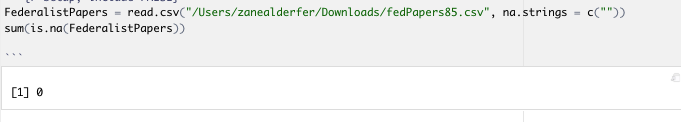 FederalistPapers = read.csv("/Users/zanealderfer/Downloads/fedPapers85.csv", na.strings = c(""))
sum(is.na(FederalistPapers))
```
[1] 0